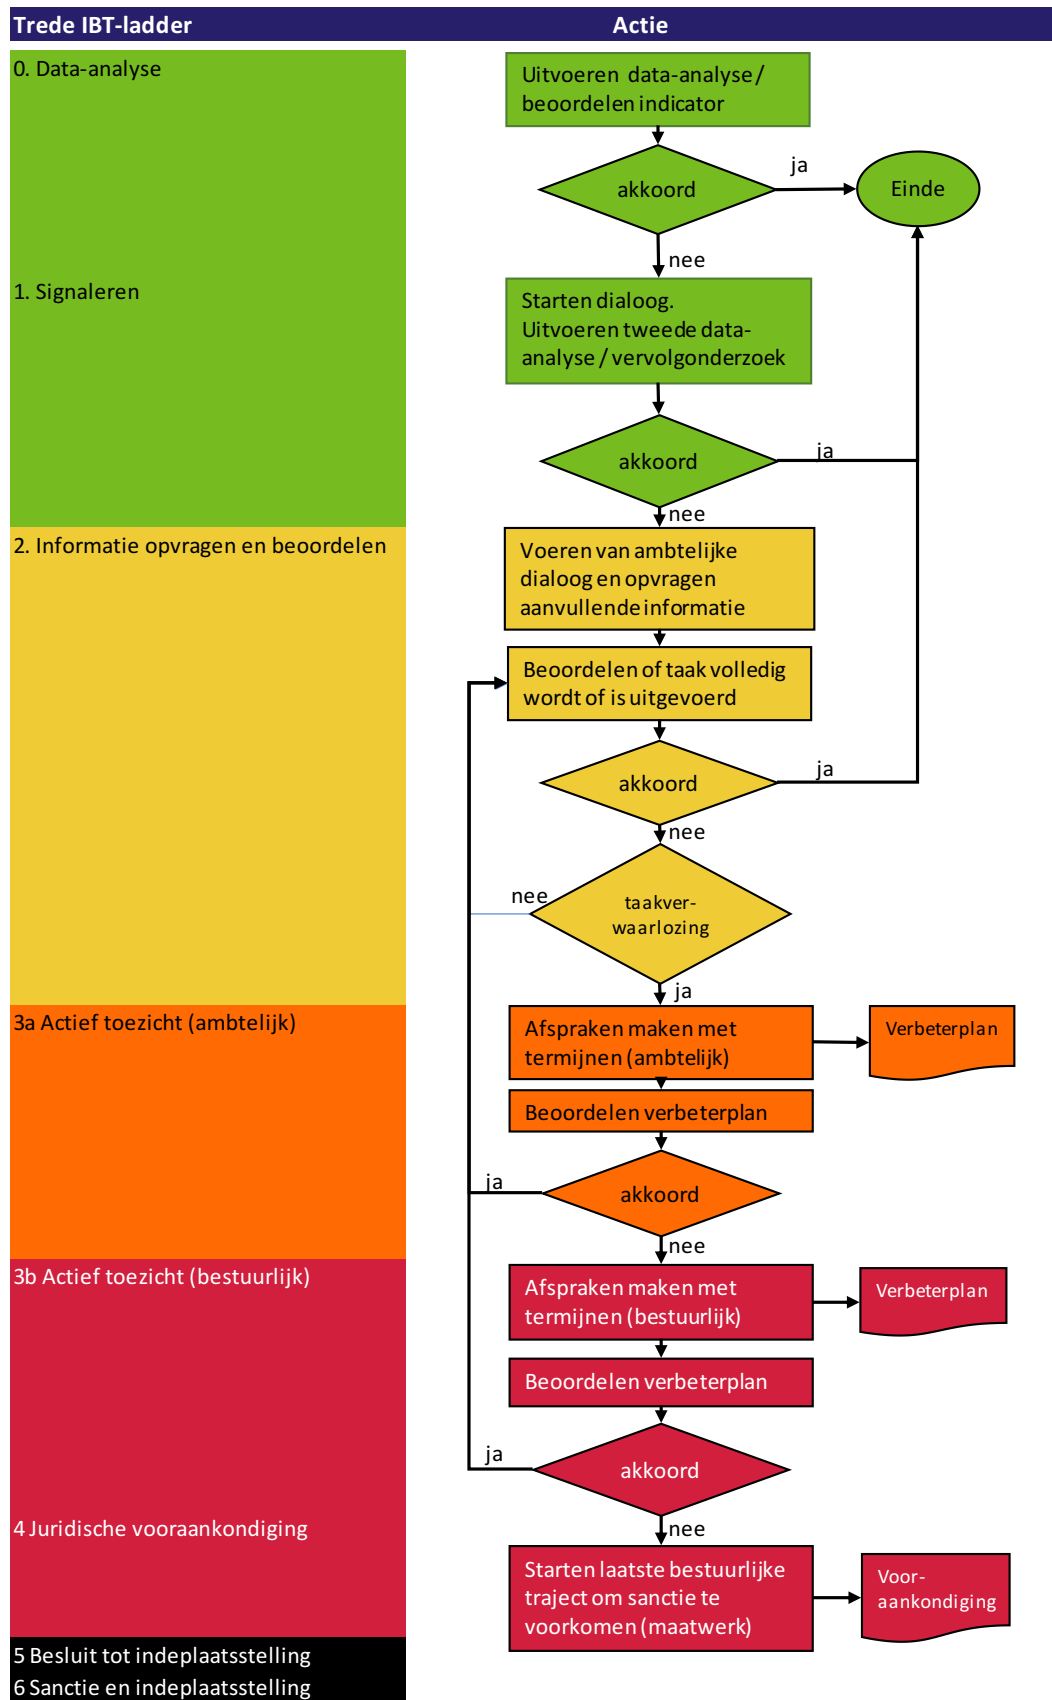 Trede IBT-ladder
Actie
0. Data-analyse
Uitvoeren data-analyse /
beoordelen indicator
akkoord
ja
Einde
nee
1. Signaleren
Starten dialoog.
Uitvoeren tweede data-
analyse / vervolgonderzoek
akkoord
ja
nee
2. Informatie opvragen en beoordelen
Voeren van ambtelijke
dialoog en opvragen
aanvullende informatie
Beoordelen of taak volledig
wordt of is uitgevoerd
akkoord
ja
nee
nee
taakver-
waarlozing
ja
3a Actief toezicht (ambtelijk)
Afspraken maken met
termijnen (ambtelijk)
Verbeterplan
Beoordelen verbeterplan
ja
akkoord
nee
3b Actief toezicht (bestuurlijk)
Afspraken maken met
termijnen (bestuurlijk)
Verbeterplan
Beoordelen verbeterplan
ja
akkoord
nee
4 Juridische vooraankondiging
Starten laatste bestuurlijke
traject om sanctie te
voorkomen (maatwerk)
Voor-
aankondiging
5 Besluit tot indeplaatsstelling
6 Sanctie en indeplaatsstelling